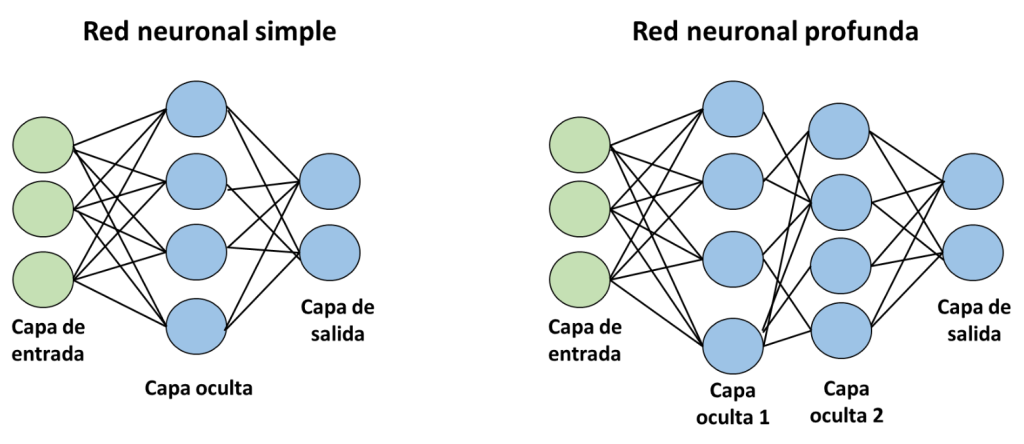 Red neuronal simple
Capa de
entrada
Capa oculta
Capa de
salida
Red neuronal profunda
Capa de
entrada
Capa
oculta 1
Capa
oculta 2
Capa de
salida